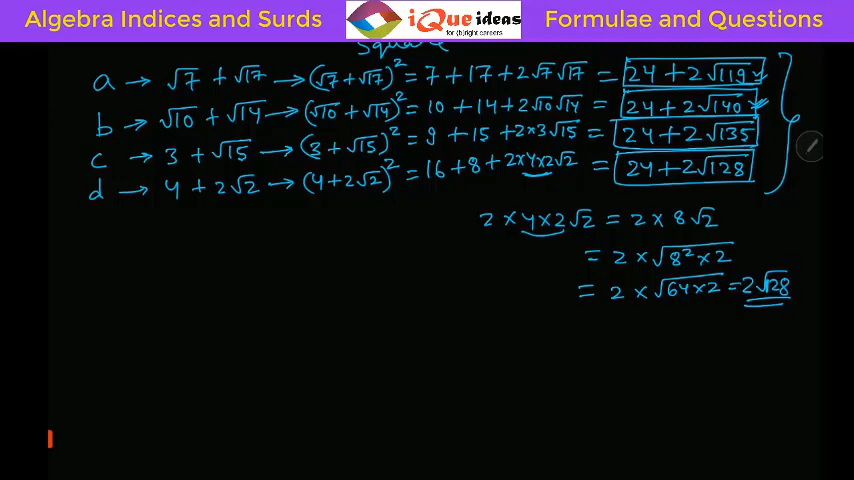 Algebra Indices and Surds
iQue ideas
for (b)right careers
Formulae and Questions
Square
a → √7 + √17 → (√7 + √17)² = 7 + 17 + 2√7√17 = 24 + 2√119
b → √10 + √14 → (√10 + √14)² = 10 + 14 + 2√10√14 = 24 + 2√140
c → 3 + √15 → (3 + √15)² = 9 + 15 + 2×3√15 = 24 + 2√135
d → 4 + 2√2 → (4 + 2√2)² = 16 + 8 + 2×4×2√2 = 24 + 2√128
2 × 4 × 2√2 = 2 × 8√2
= 2 × √8² × 2
= 2 × √64 × 2 = 2√128